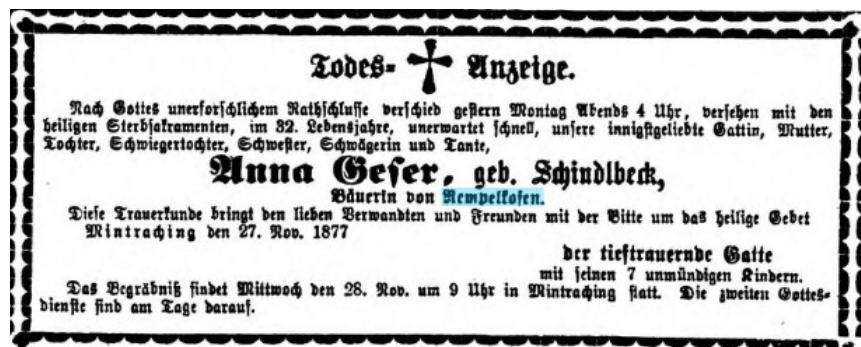 Todes- Anzeige.
Nach Gottes unerforschlichem Rathschlusse verschied gestern Montag Abends 4 Uhr, versehen mit den
heiligen Sterbsakramenten, im 32. Lebensjahre, unerwartet schnell, unsere innigstgeliebte Gattin, Mutter,
Tochter, Schwiegertochter, Schwester, Schwägerin und Tante,
Anna Geser, geb. Schindlbeck,
Bäuerin von Rempelkofen.
Diese Trauerkunde bringt den lieben Verwandten und Freunden mit der Bitte um das heilige Gebet
Mintraching den 27. Nov. 1877
der tieftrauernde Gatte
mit seinen 7 unmündigen Kindern.
Das Begräbniß findet Mittwoch den 28. Nov. um 9 Uhr in Mintraching statt. Die zweiten Gottes-
dienste sind am Tage darauf.